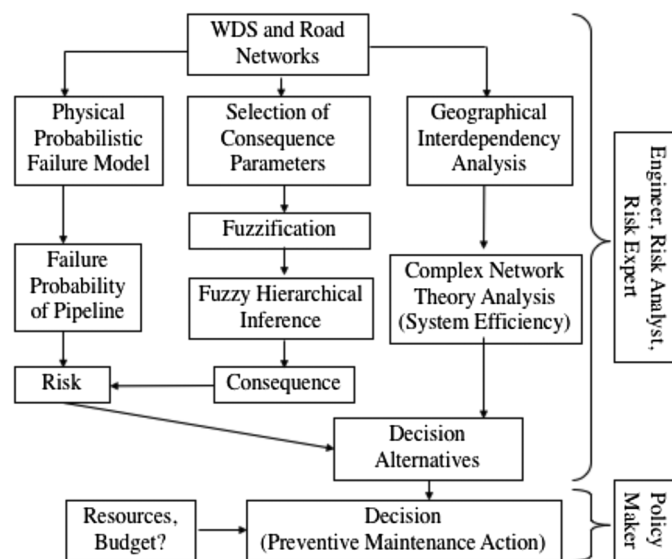 WDS and Road
Networks
Physical
Probabilistic
Failure Model
Selection of
Consequence
Parameters
Geographical
Interdependency
Analysis
Fuzzification
Failure
Probability
of Pipeline
Fuzzy Hierarchical
Inference
Complex Network
Theory Analysis
(System Efficiency)
Risk
Consequence
Decision
Alternatives
Resources,
Budget?
Decision
(Preventive Maintenance Action)
Engineer, Risk Analyst,
Risk Expert
Policy
Maker